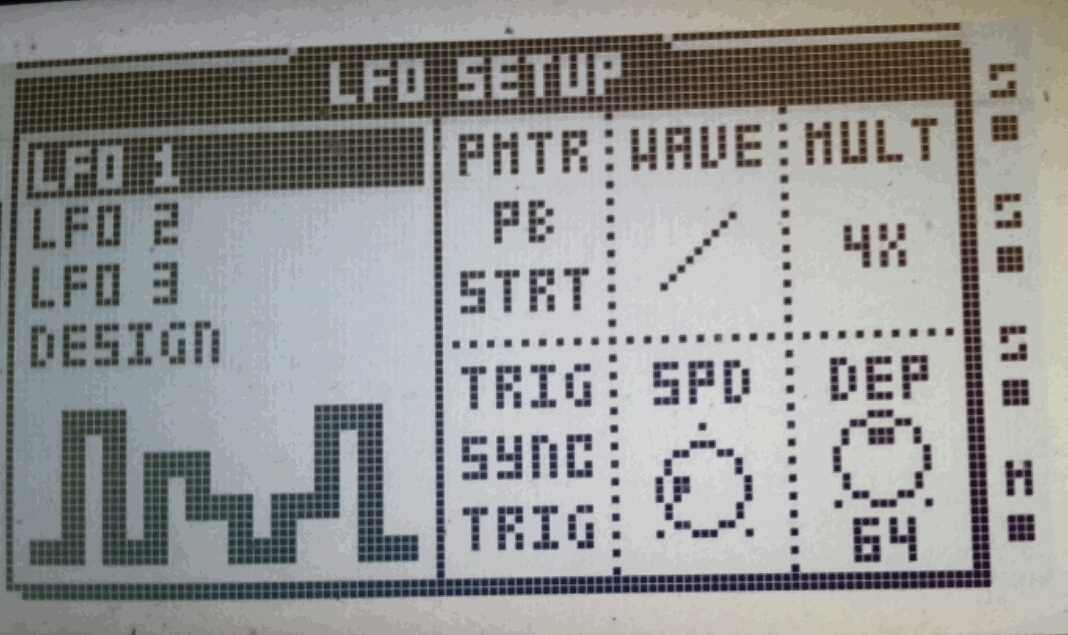 LFO SETUP
LFO 1
LFO 2
LFO 3
DESIGN
PMTR WAVE MULT
PB
STRT
4X
TRIG SPD DEP
SYNC
TRIG
64
S
S
S
M